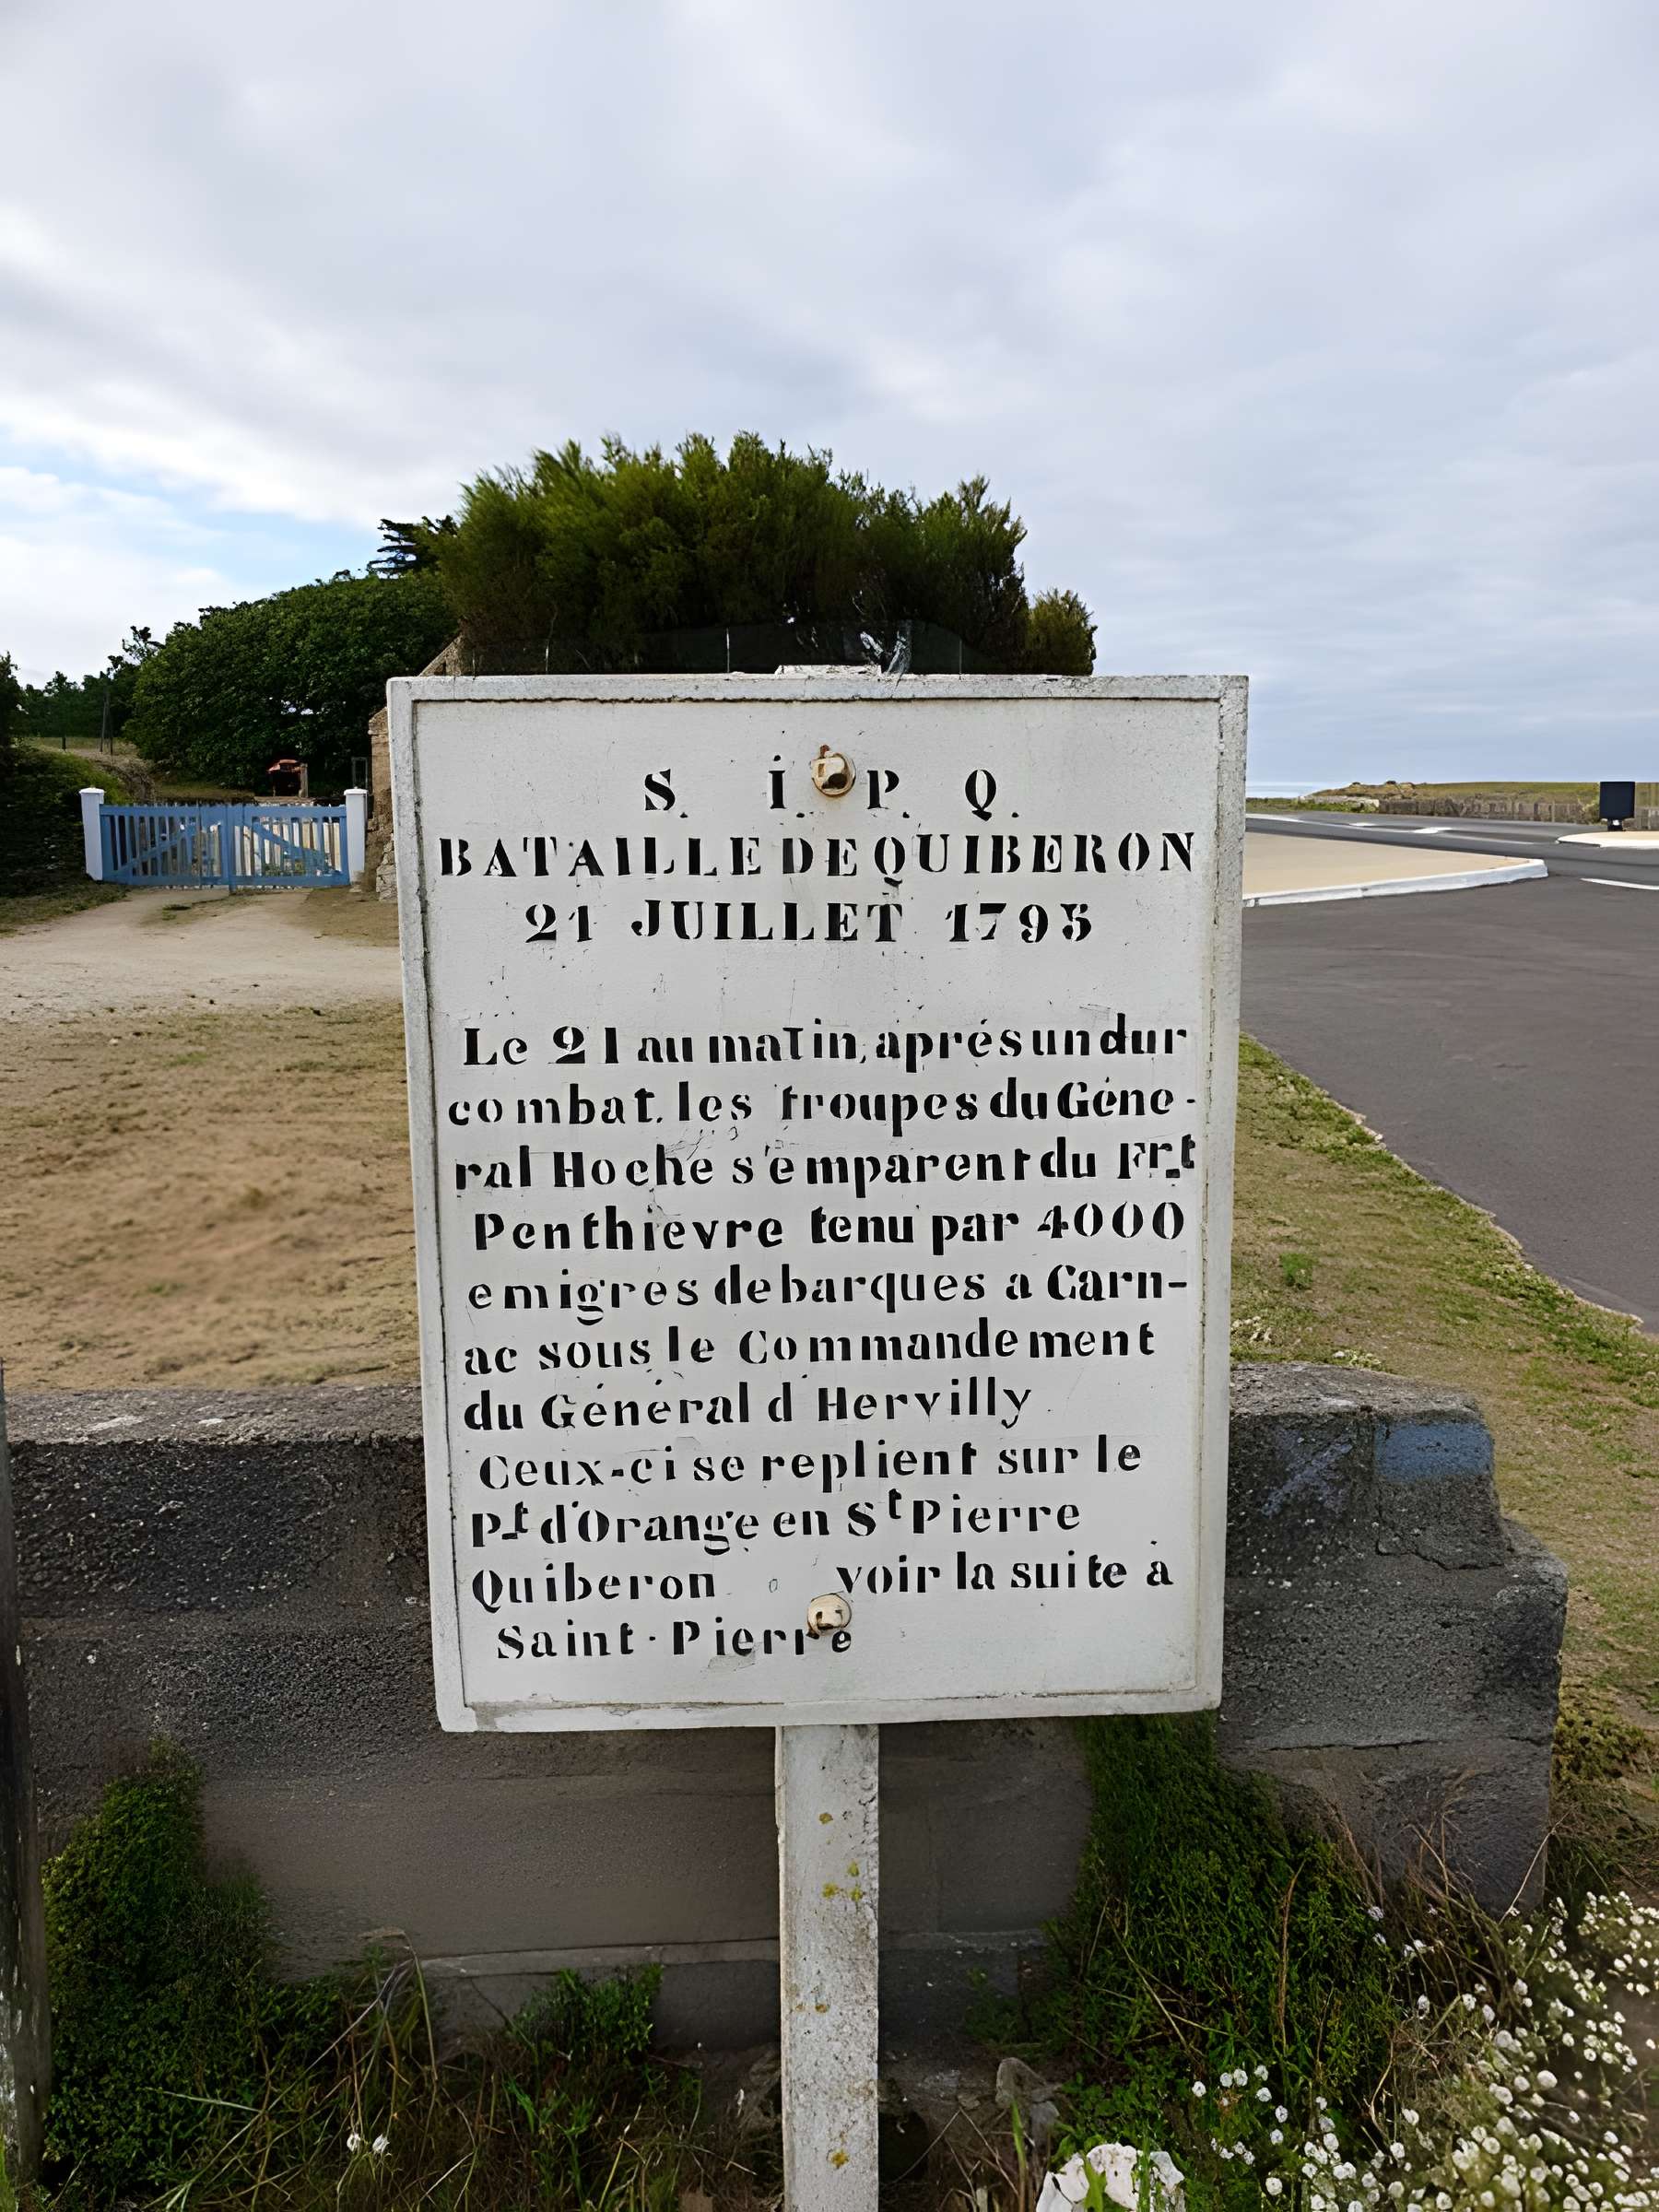 S. I. P. Q.
BATAILLE DE QUIBERON
21 JUILLET 1795
Le 21 au matin, aprés un dur
combat, les troupes du Géné-
ral Hoche s'emparent du Frt
Penthievre tenu par 4000
emigres debarques a Carn-
ac sous le Commandement
du Général d'Hervilly
Ceux-ci se replient sur le
Pt d'Orange en St Pierre
Quiberon voir la suite à
Saint-Pierre